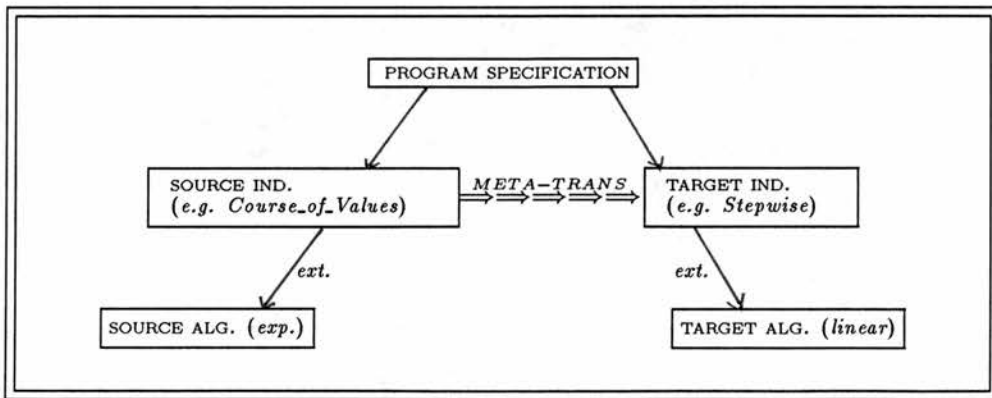 PROGRAM SPECIFICATION
SOURCE IND.
(e.g. Course_of_Values)
META-TRANS
TARGET IND.
(e.g. Stepwise)
ext.
ext.
SOURCE ALG. (exp.)
TARGET ALG. (linear)